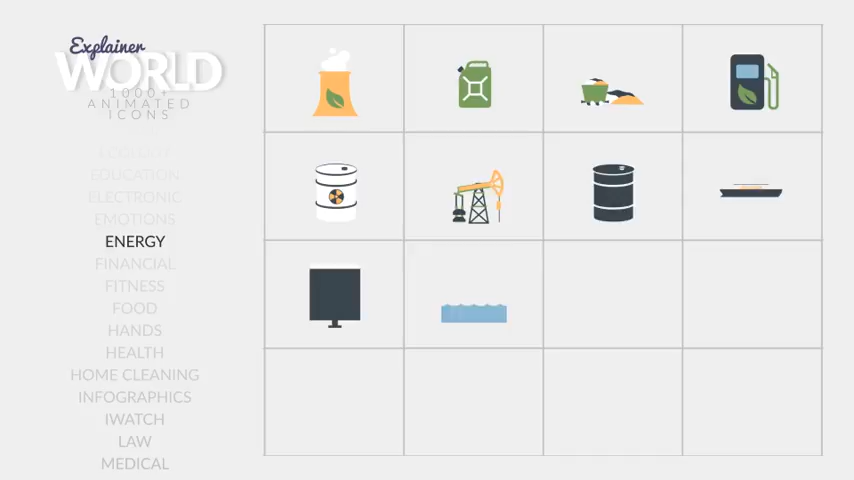 Explainer
WORLD
1000+
ANIMATED
ICONS
ECOLOGY
EDUCATION
ELECTRONIC
EMOTIONS
ENERGY
FINANCIAL
FITNESS
FOOD
HANDS
HEALTH
HOME CLEANING
INFOGRAPHICS
IWATCH
LAW
MEDICAL